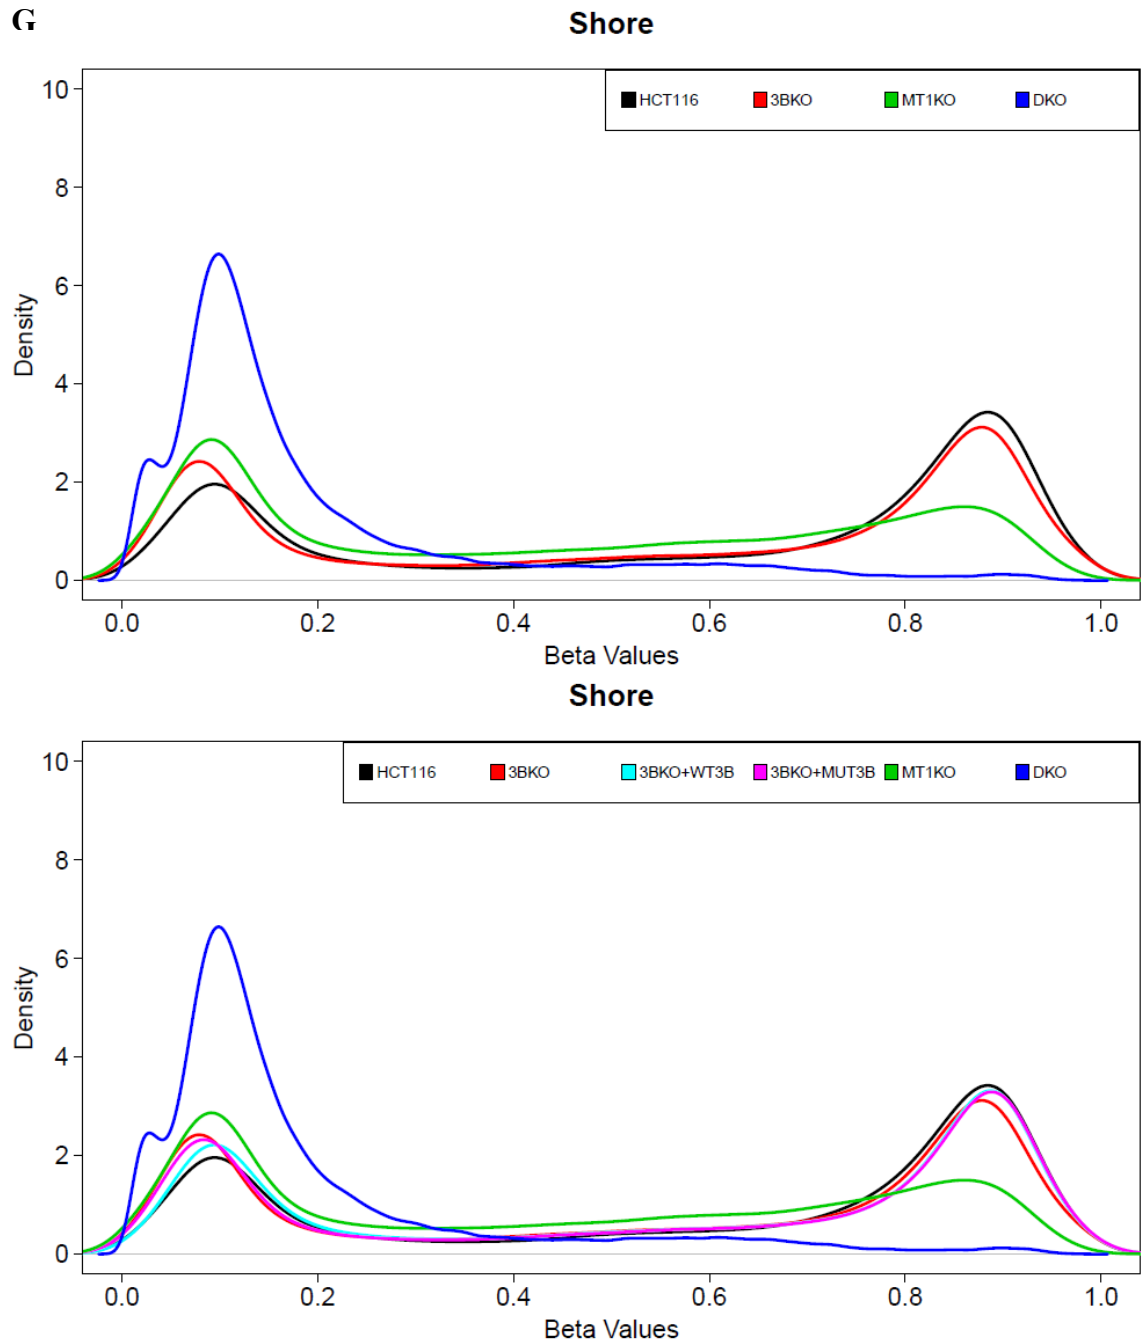 G
Shore
HCT116 3BKO MT1KO DKO
10
8
6
4
2
0
Density
0.0 0.2 0.4 0.6 0.8 1.0
Beta Values
Shore
HCT116 3BKO 3BKO+WT3B 3BKO+MUT3B MT1KO DKO
10
8
6
4
2
0
Density
0.0 0.2 0.4 0.6 0.8 1.0
Beta Values